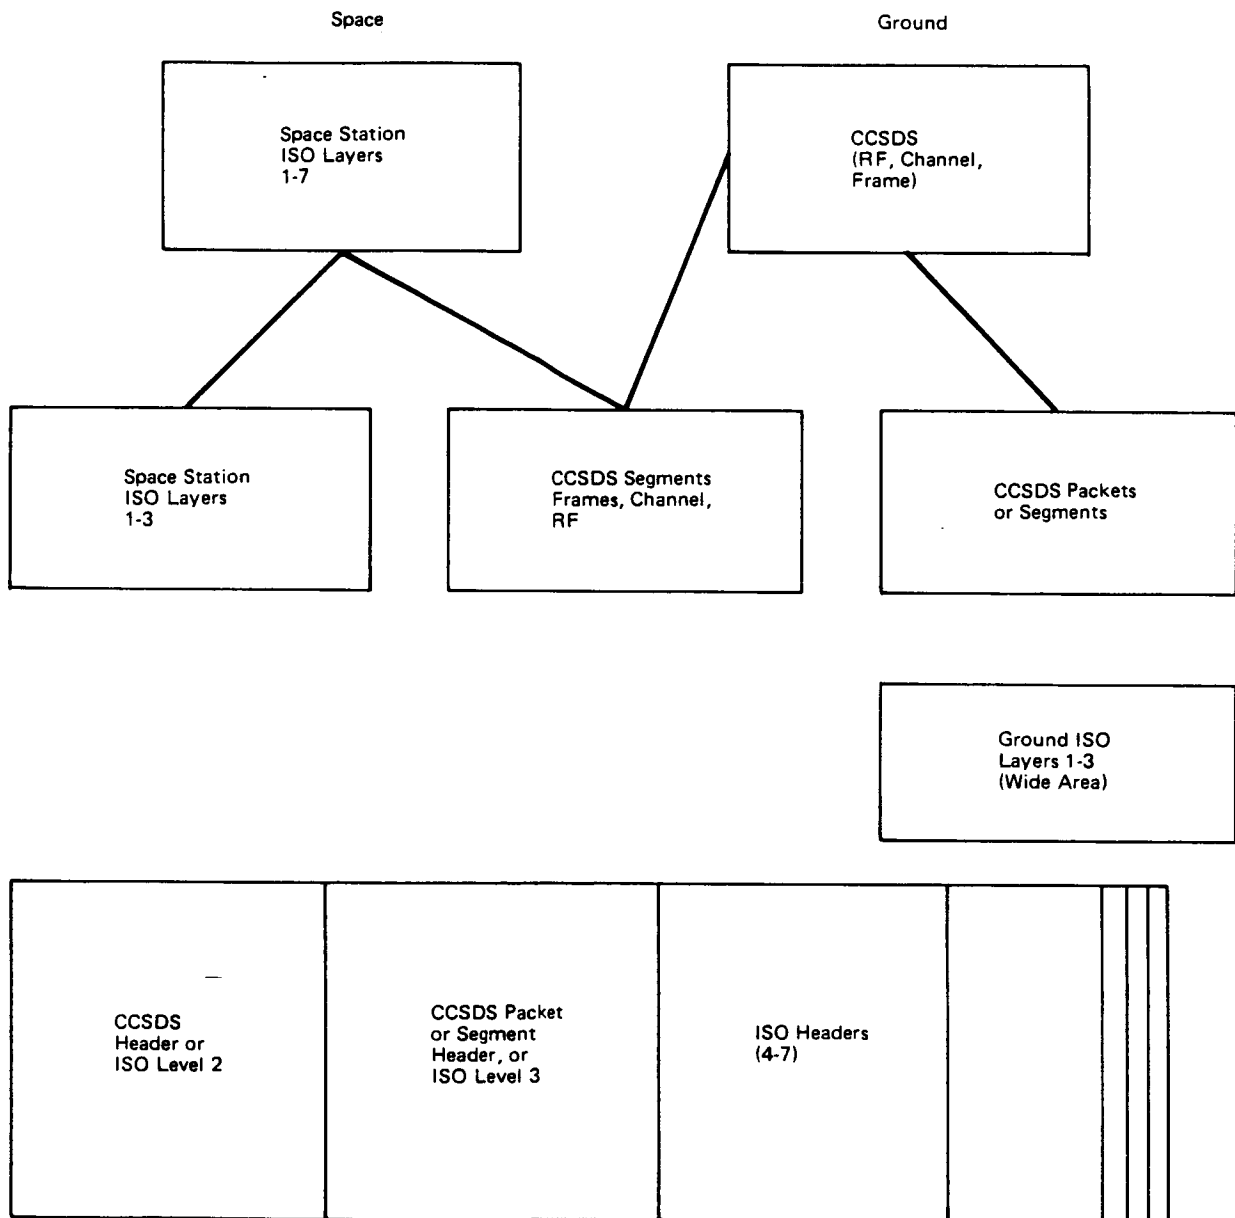 Space
Ground
Space Station
ISO Layers
1-7
CCSDS
(RF, Channel,
Frame)
Space Station
ISO Layers
1-3
CCSDS Segments
Frames, Channel,
RF
CCSDS Packets
or Segments
Ground ISO
Layers 1-3
(Wide Area)
CCSDS
Header or
ISO Level 2
CCSDS Packet
or Segment
Header, or
ISO Level 3
ISO Headers
(4-7)